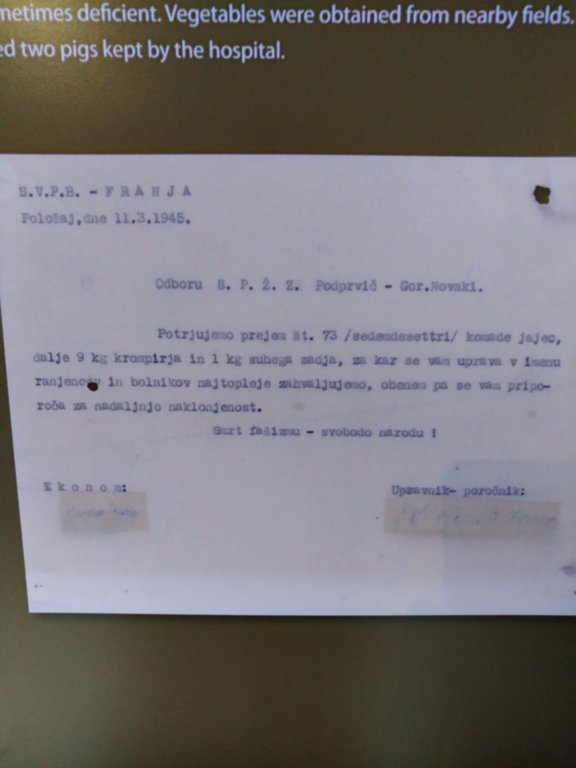 metimes deficient. Vegetables were obtained from nearby fields.
ed two pigs kept by the hospital.
S.V.P.B. - F R A N J A
Položaj,dne 11.3.1945.
Odboru S. P. Ž. Z. Podprvič - Gor.Novaki.
Potrjujemo prejem št. 73 /sedemdesettri/ komade jajec,
dalje 9 kg krompirja in 1 kg suhega sadja, za kar se vam uprava v imenu
ranjencev in bolnikov najtopleje zahvaljujemo, obenem pa se vam pripo-
roča za nadaljnjo naklonjenost.
Smrt fašizmu - svobodo narodu !
E k o n o m:
Upravnik- poročnik: